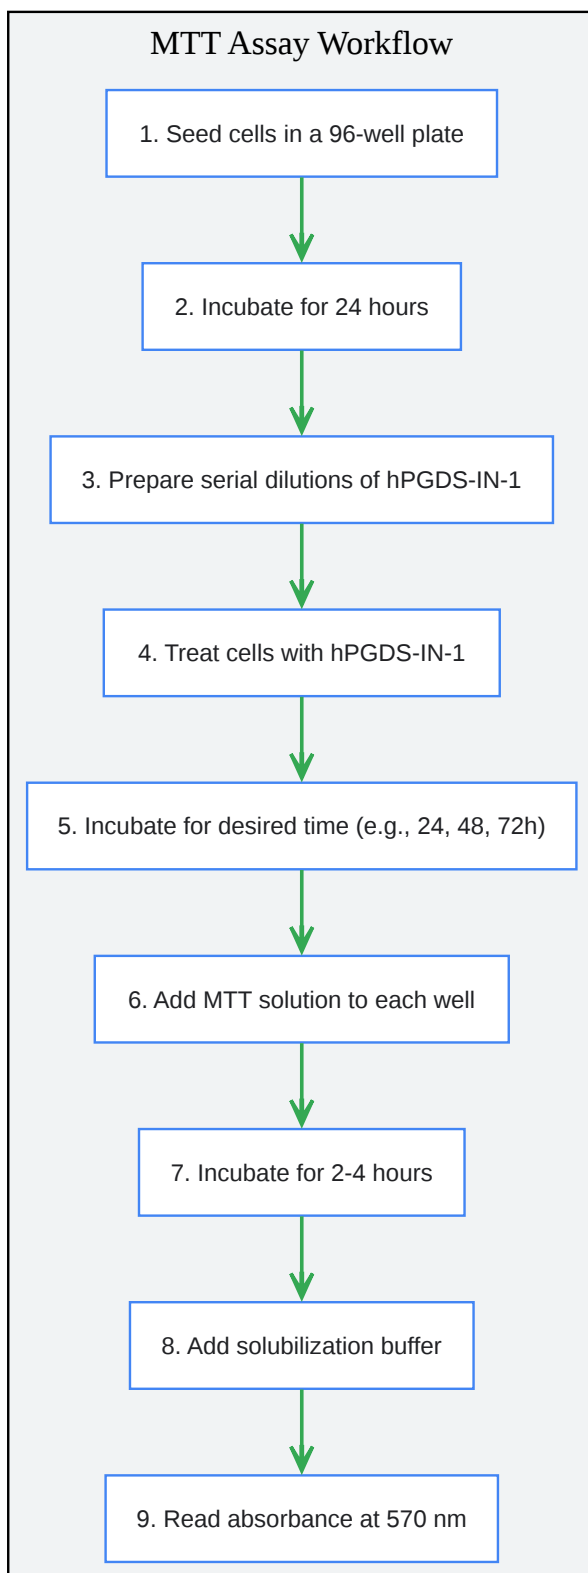 MTT Assay Workflow
1. Seed cells in a 96-well plate
2. Incubate for 24 hours
3. Prepare serial dilutions of hPGDS-IN-1
4. Treat cells with hPGDS-IN-1
5. Incubate for desired time (e.g., 24, 48, 72h)
6. Add MTT solution to each well
7. Incubate for 2-4 hours
8. Add solubilization buffer
9. Read absorbance at 570 nm